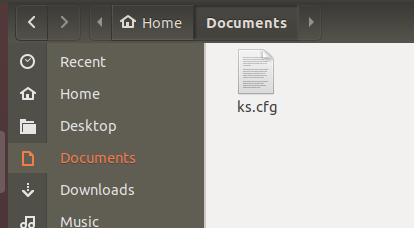 Home Documents
Recent
ks.cfg
Home
Desktop
Documents
Downloads
Music